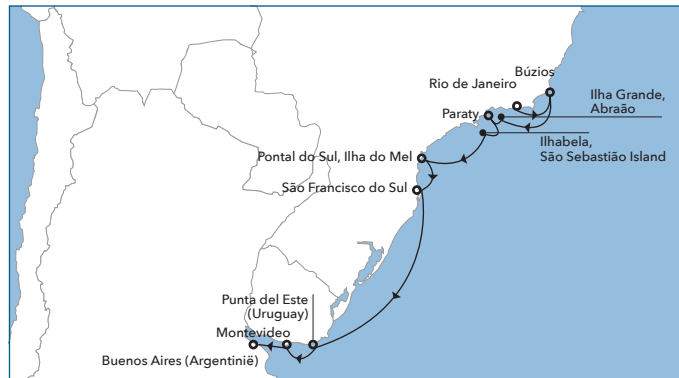 Búzios
Rio de Janeiro
Ilha Grande,
Abraão
Paraty
Ilhabela,
São Sebastião Island
Pontal do Sul, Ilha do Mel
São Francisco do Sul
Punta del Este
(Uruguay)
Montevideo
Buenos Aires (Argentinië)